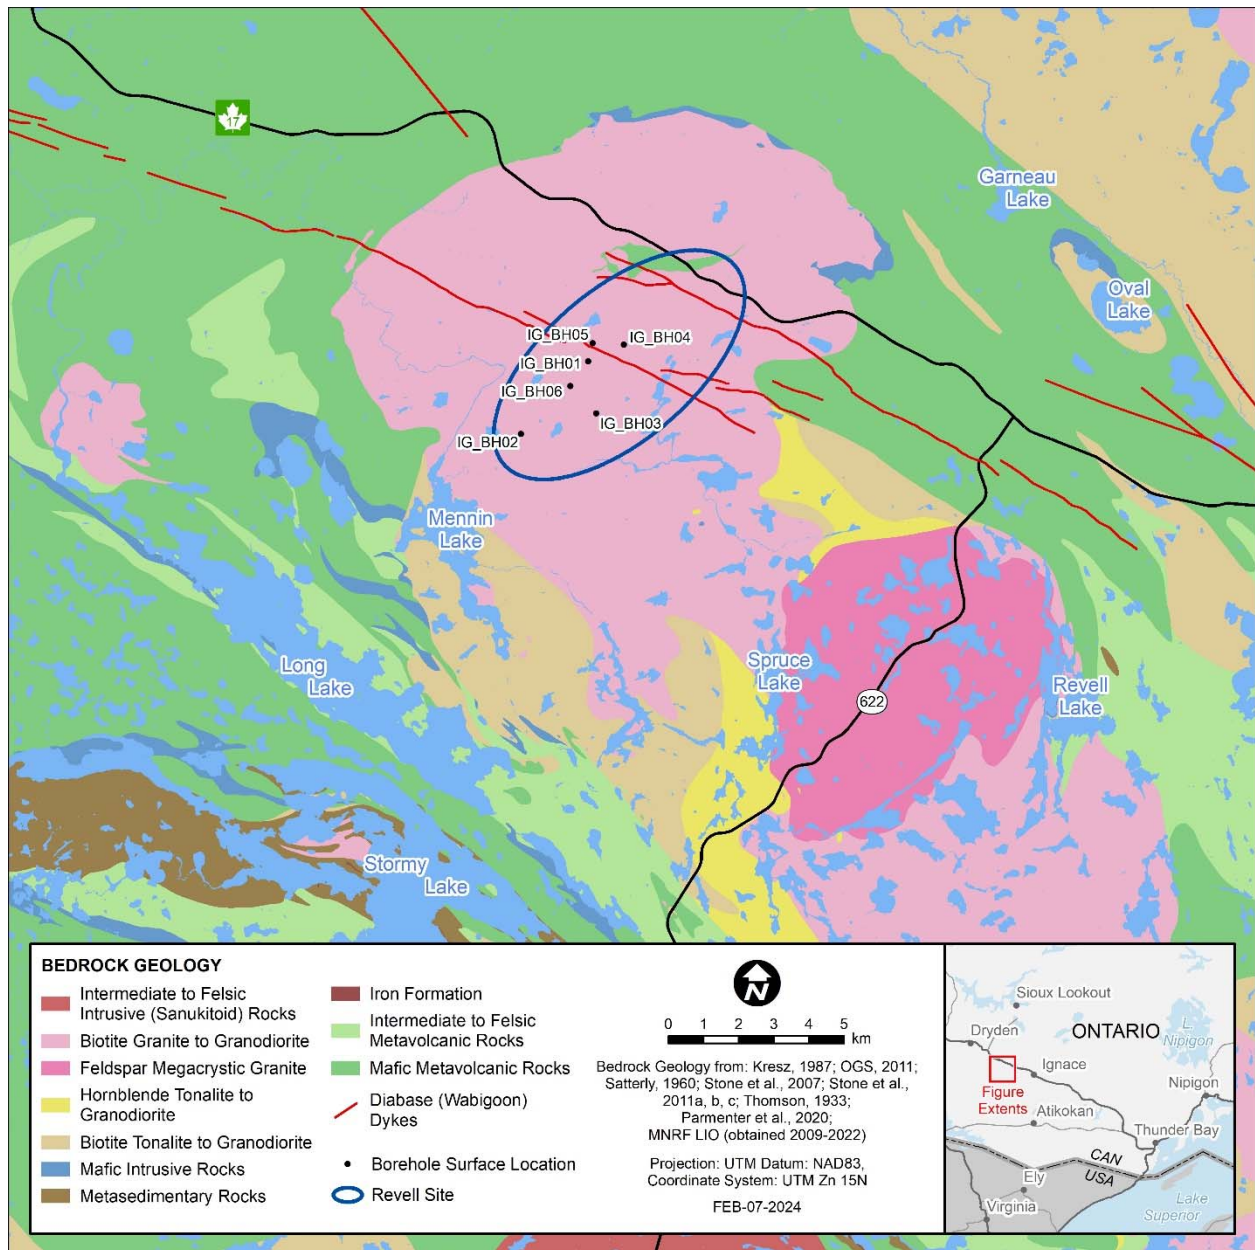 17
Garneau
Lake
Oval
Lake
IG_BH05
IG_BH04
IG_BH01
IG_BH06
IG_BH03
IG_BH02
Mennin
Lake
Long
Lake
Spruce
Lake
Revell
Lake
622
Stormy
Lake
BEDROCK GEOLOGY
Intermediate to Felsic
Intrusive (Sanukitoid) Rocks
Biotite Granite to Granodiorite
Feldspar Megacrystic Granite
Hornblende Tonalite to
Granodiorite
Biotite Tonalite to Granodiorite
Mafic Intrusive Rocks
Metasedimentary Rocks
Iron Formation
Intermediate to Felsic
Metavolcanic Rocks
Mafic Metavolcanic Rocks
Diabase (Wabigoon)
Dykes
Borehole Surface Location
Revell Site
N
0 1 2 3 4 5
km
Bedrock Geology from: Kresz, 1987; OGS, 2011;
Satterly, 1960; Stone et al., 2007; Stone et al.,
2011a, b, c; Thomson, 1933;
Parmenter et al., 2020;
MNRF LIO (obtained 2009-2022)
Projection: UTM Datum: NAD83,
Coordinate System: UTM Zn 15N
FEB-07-2024
Sioux Lookout
Dryden
ONTARIO
L.
Nipigon
Ignace
Nipigon
Figure
Extents
Atikokan
Thunder Bay
CAN
USA
Ely
Virginia
Lake
Superior